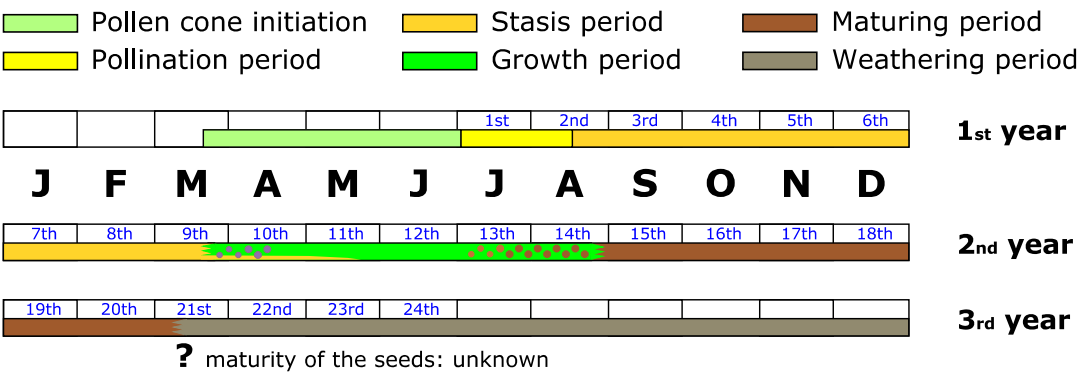 Pollen cone initiation Stasis period Maturing period
Pollination period Growth period Weathering period
1st 2nd 3rd 4th 5th 6th 1st year
J F M A M J J A S O N D
7th 8th 9th 10th 11th 12th 13th 14th 15th 16th 17th 18th 2nd year
19th 20th 21st 22nd 23rd 24th 3rd year
? maturity of the seeds: unknown